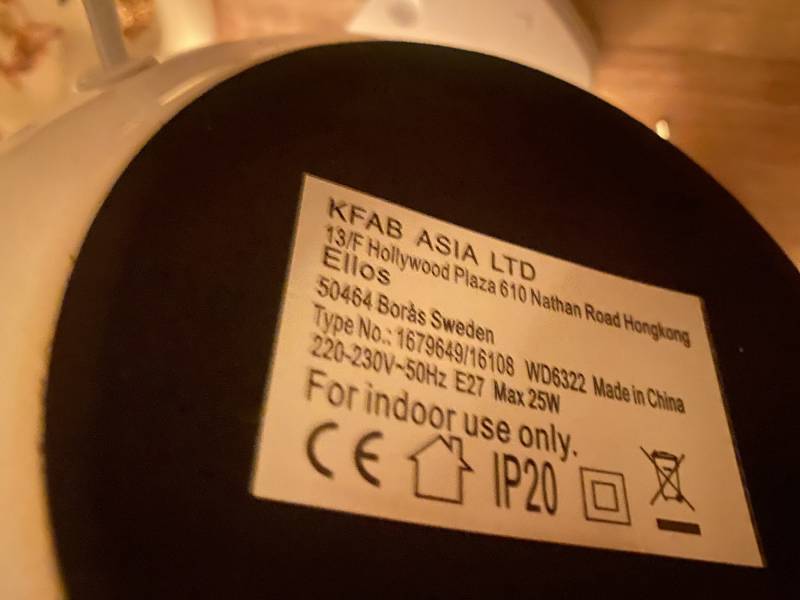 KFAB ASIA LTD
13/F Hollywood Plaza 610 Nathan Road Hongkong
Ellos
50464 Borås Sweden
Type No.: 1679649/16108 WD6322 Made in China
220-230V~50Hz E27 Max 25W
For indoor use only.
CE IP20